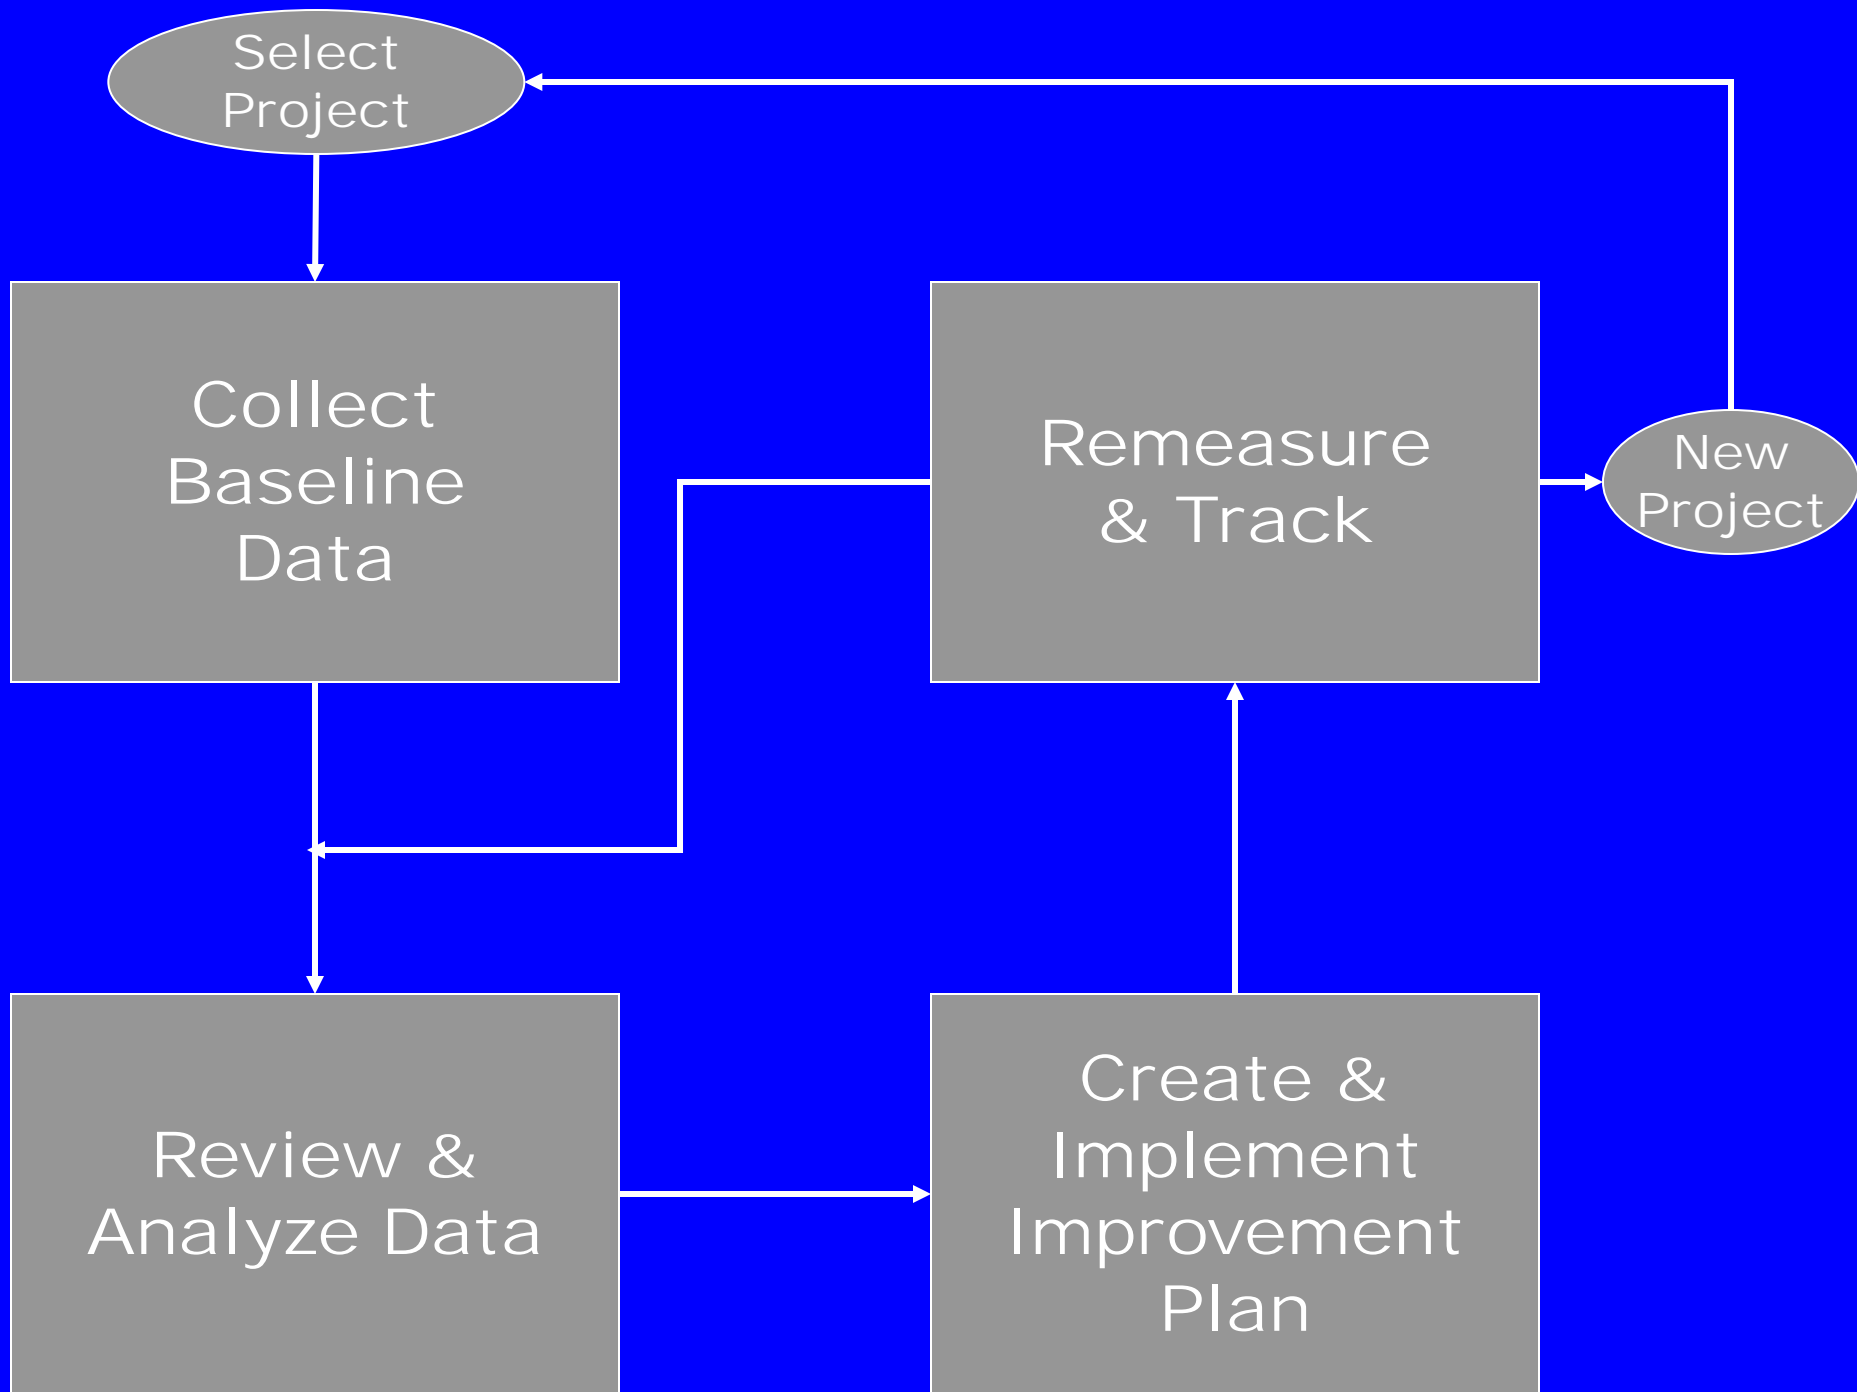 Select
Project
Collect
Baseline
Data
Remeasure
& Track
New
Project
Review &
Analyze Data
Create &
Implement
Improvement
Plan